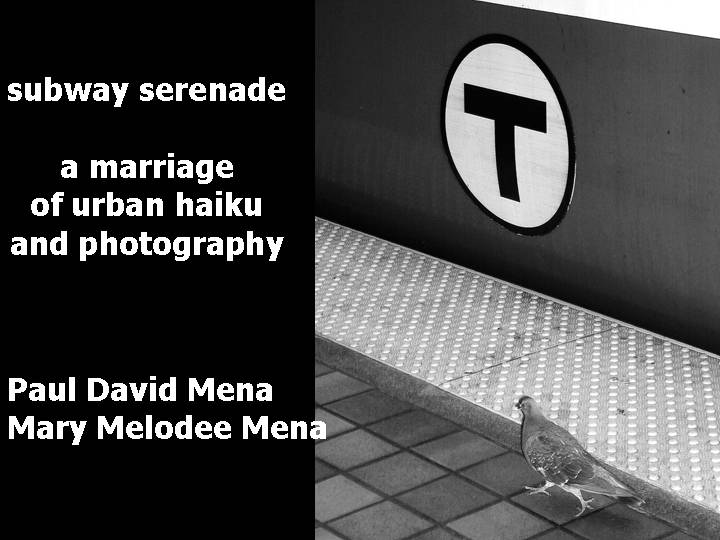 subway serenade
a marriage
of urban haiku
and photography
Paul David Mena
Mary Melodee Mena
T